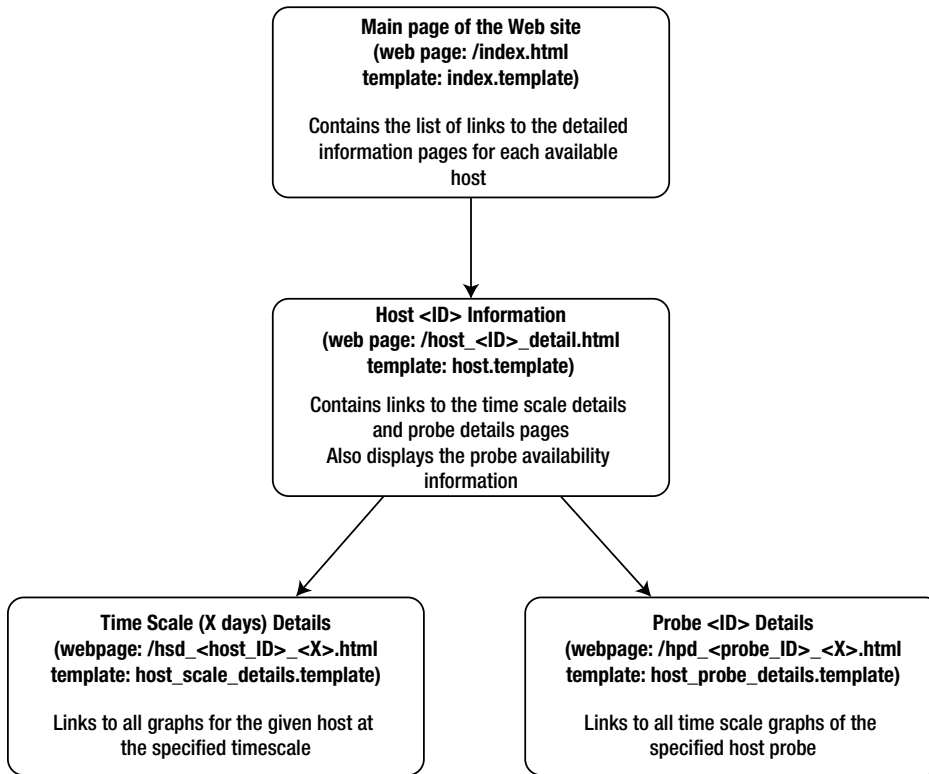 Main page of the Web site
(web page: /index.html
template: index.template)
Contains the list of links to the detailed
information pages for each available
host
Host <ID> Information
(web page: /host_<ID>_detail.html
template: host.template)
Contains links to the time scale details
and probe details pages
Also displays the probe availability
information
Time Scale (X days) Details
(webpage: /hsd_<host_ID>_<X>.html
template: host_scale_details.template)
Links to all graphs for the given host at
the specified timescale
Probe <ID> Details
(webpage: /hpd_<probe_ID>_<X>.html
template: host_probe_details.template)
Links to all time scale graphs of the
specified host probe